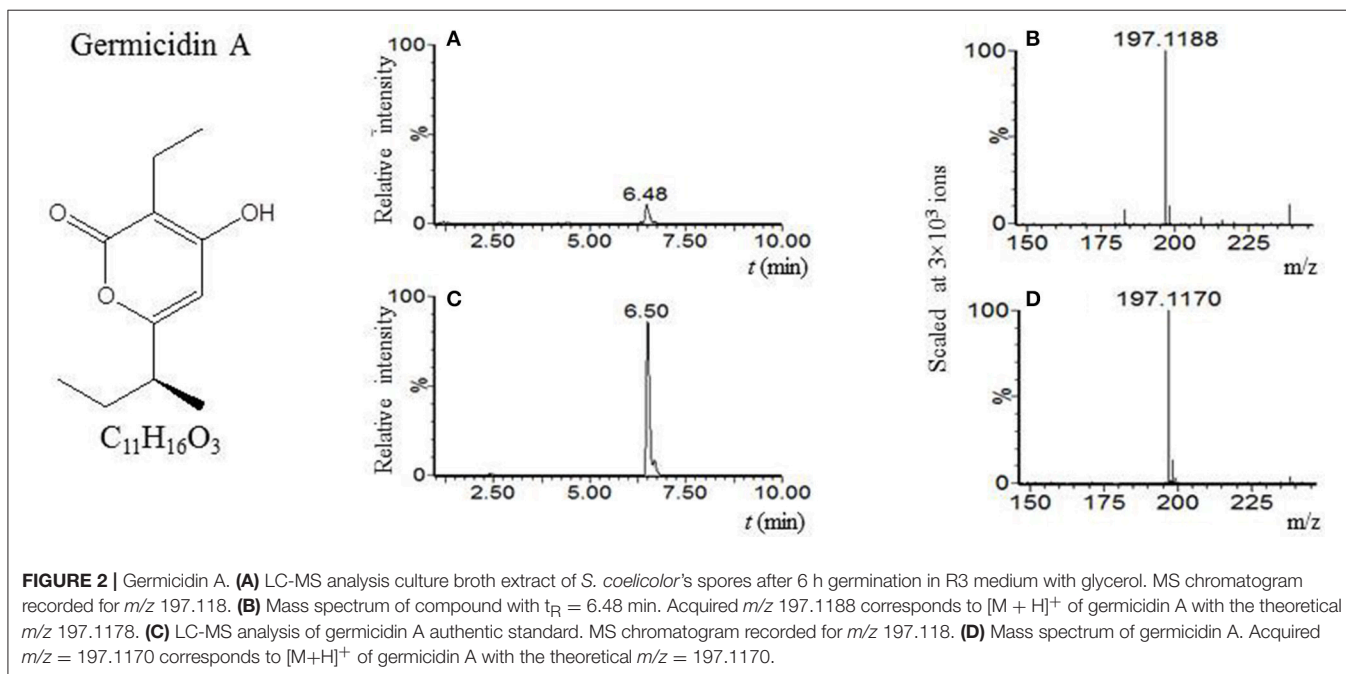 Germicidin A
O
OH
O
C₁₁H₁₆O₃
A
Relative intensity
%
100
0
6.48
2.50 5.00 7.50 10.00
t (min)
B
Scaled at 3×10³ ions
%
100
0
197.1188
150 175 200 225
m/z
C
Relative intensity
%
100
0
6.50
2.50 5.00 7.50 10.00
t (min)
D
%
100
0
197.1170
150 175 200 225
m/z
FIGURE 2 | Germicidin A. (A) LC-MS analysis culture broth extract of S. coelicolor's spores after 6 h germination in R3 medium with glycerol. MS chromatogram
recorded for m/z 197.118. (B) Mass spectrum of compound with tR = 6.48 min. Acquired m/z 197.1188 corresponds to [M + H]⁺ of germicidin A with the theoretical
m/z 197.1178. (C) LC-MS analysis of germicidin A authentic standard. MS chromatogram recorded for m/z 197.118. (D) Mass spectrum of germicidin A. Acquired
m/z = 197.1170 corresponds to [M+H]⁺ of germicidin A with the theoretical m/z = 197.1170.